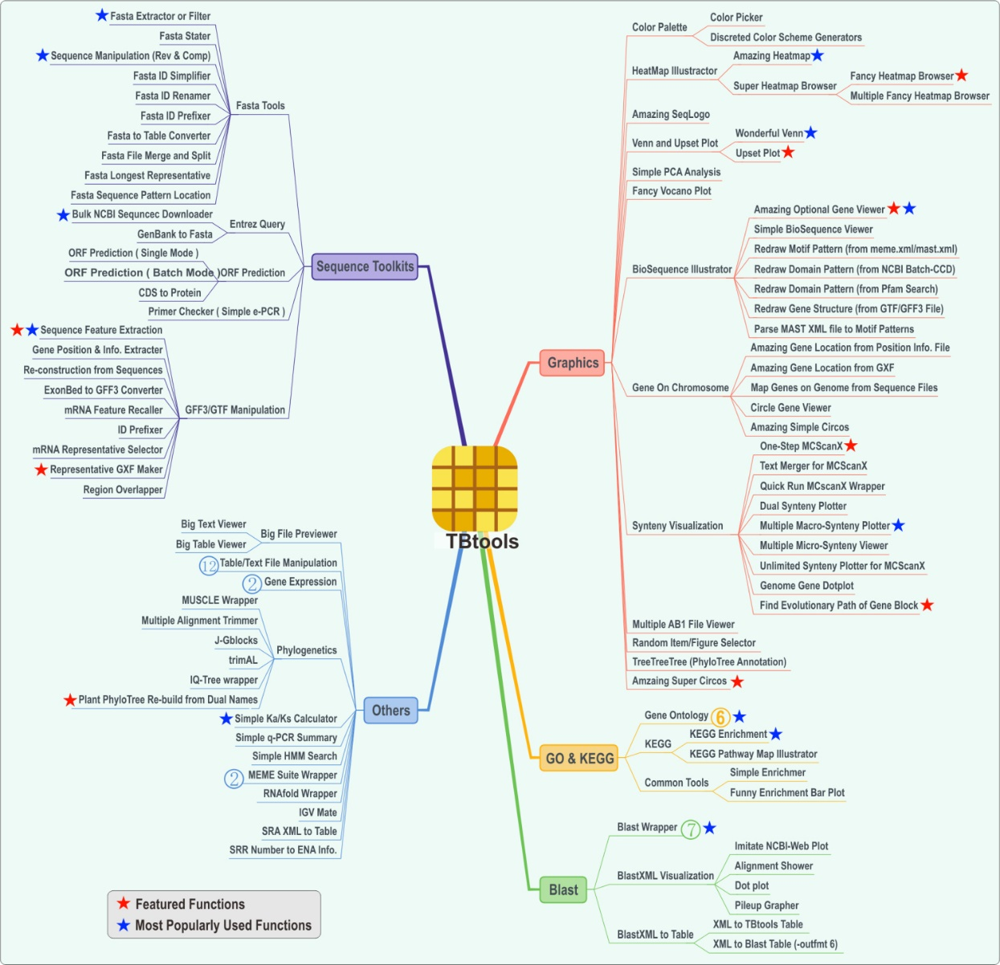 Fasta Extractor or Filter
Fasta Stater
Sequence Manipulation (Rev & Comp)
Fasta ID Simplifier
Fasta ID Renamer
Fasta ID Prefixer
Fasta to Table Converter
Fasta File Merge and Split
Fasta Longest Representative
Fasta Sequence Pattern Location
Fasta Tools
Bulk NCBI Sequncec Downloader
GenBank to Fasta
Entrez Query
ORF Prediction ( Single Mode )
ORF Prediction ( Batch Mode )
CDS to Protein
ORF Prediction
Primer Checker ( Simple e-PCR )
Sequence Feature Extraction
Gene Position & Info. Extracter
Re-construction from Sequences
ExonBed to GFF3 Converter
mRNA Feature Recaller
ID Prefixer
mRNA Representative Selector
Representative GXF Maker
Region Overlapper
GFF3/GTF Manipulation
Sequence Toolkits
Color Palette
Color Picker
Discreted Color Scheme Generators
HeatMap Illustractor
Amazing Heatmap
Super Heatmap Browser
Fancy Heatmap Browser
Multiple Fancy Heatmap Browser
Amazing SeqLogo
Venn and Upset Plot
Wonderful Venn
Upset Plot
Simple PCA Analysis
Fancy Vocano Plot
BioSequence Illustrator
Amazing Optional Gene Viewer
Simple BioSequence Viewer
Redraw Motif Pattern (from meme.xml/mast.xml)
Redraw Domain Pattern (from NCBI Batch-CCD)
Redraw Domain Pattern (from Pfam Search)
Redraw Gene Structure (from GTF/GFF3 File)
Parse MAST XML file to Motif Patterns
Gene On Chromosome
Amazing Gene Location from Position Info. File
Amazing Gene Location from GXF
Map Genes on Genome from Sequence Files
Circle Gene Viewer
Amazing Simple Circos
Synteny Visualization
One-Step MCScanX
Text Merger for MCScanX
Quick Run MCscanX Wrapper
Dual Synteny Plotter
Multiple Macro-Synteny Plotter
Multiple Micro-Synteny Viewer
Unlimited Synteny Plotter for MCScanX
Genome Gene Dotplot
Find Evolutionary Path of Gene Block
Multiple AB1 File Viewer
Random Item/Figure Selector
TreeTreeTree (PhyloTree Annotation)
Amzaing Super Circos
Graphics
TBtools
Big Text Viewer
Big Table Viewer
Big File Previewer
12 Table/Text File Manipulation
2 Gene Expression
MUSCLE Wrapper
Multiple Alignment Trimmer
J-Gblocks
trimAL
IQ-Tree wrapper
Plant PhyloTree Re-build from Dual Names
Phylogenetics
Simple Ka/Ks Calculator
Simple q-PCR Summary
Simple HMM Search
2 MEME Suite Wrapper
RNAfold Wrapper
IGV Mate
SRA XML to Table
SRR Number to ENA Info.
Others
GO & KEGG
Gene Ontology 6
KEGG
KEGG Enrichment
KEGG Pathway Map Illustrator
Common Tools
Simple Enrichmer
Funny Enrichment Bar Plot
Blast
Blast Wrapper 7
BlastXML Visualization
Imitate NCBI-Web Plot
Alignment Shower
Dot plot
Pileup Grapher
BlastXML to Table
XML to TBtools Table
XML to Blast Table (-outfmt 6)
Featured Functions
Most Popularly Used Functions